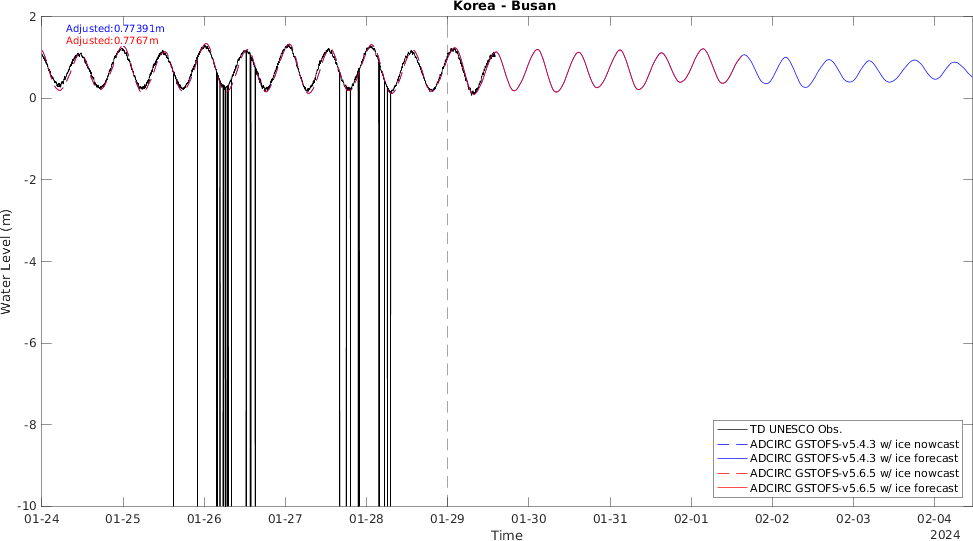 Korea - Busan
Adjusted:0.77391m
Adjusted:0.7767m
Water Level (m)
2
0
-2
-4
-6
-8
-10
TD UNESCO Obs.
ADCIRC GSTOFS-v5.4.3 w/ ice nowcast
ADCIRC GSTOFS-v5.4.3 w/ ice forecast
ADCIRC GSTOFS-v5.6.5 w/ ice nowcast
ADCIRC GSTOFS-v5.6.5 w/ ice forecast
01-24 01-25 01-26 01-27 01-28 01-29 01-30 01-31 02-01 02-02 02-03 02-04
Time
2024